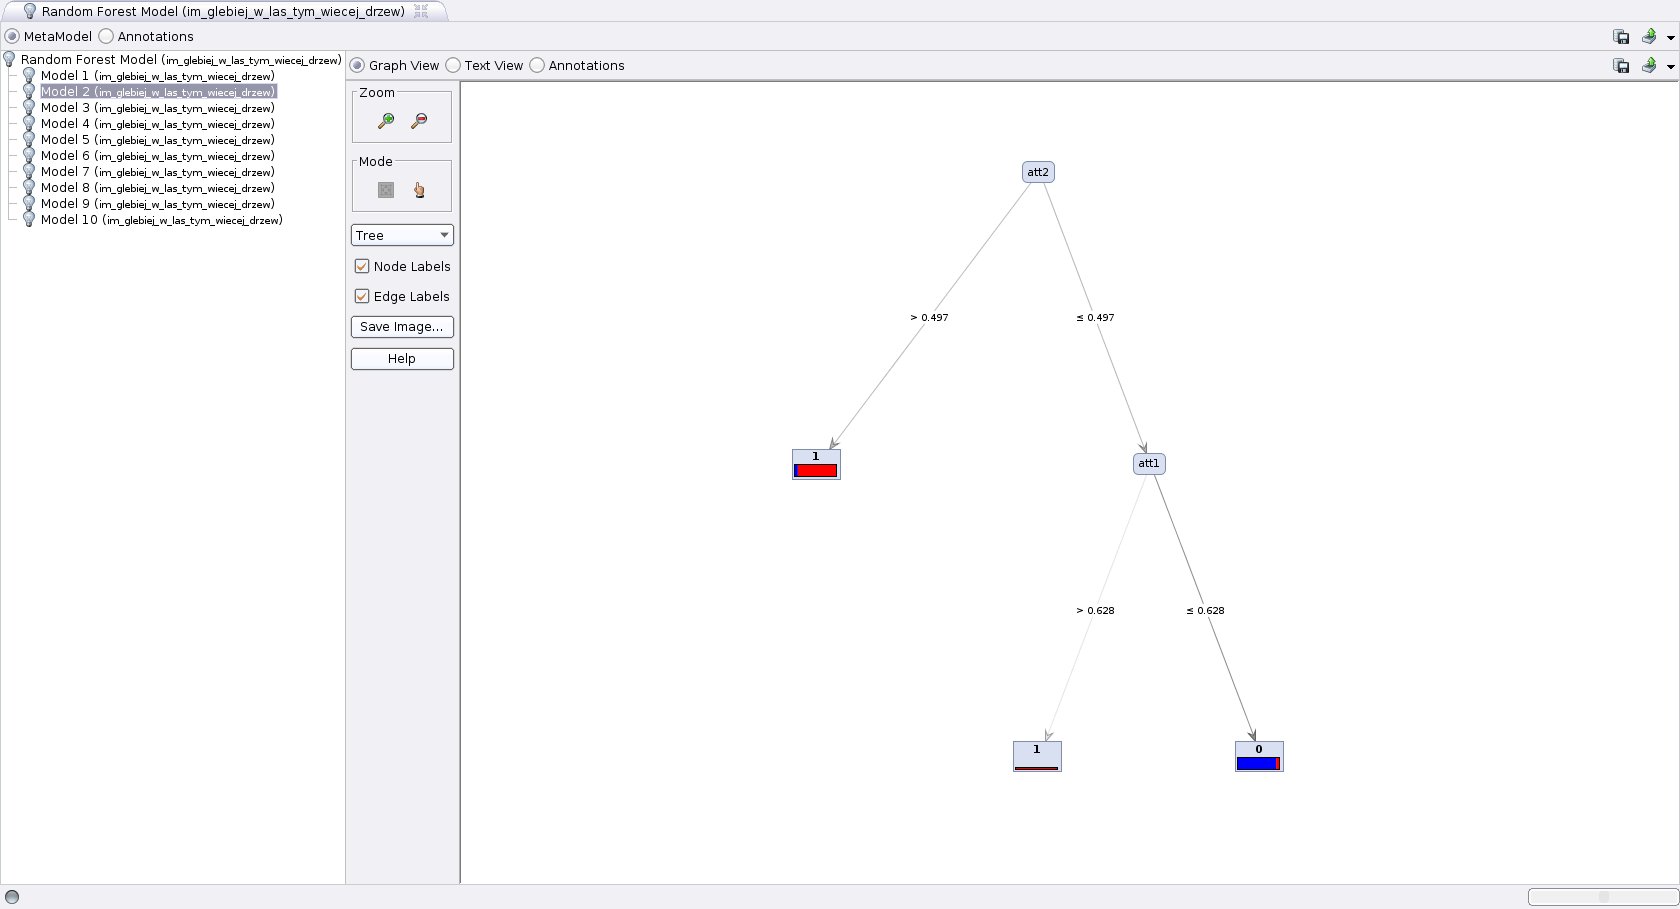 Random Forest Model (im_glebiej_w_las_tym_wiecej_drzew)
MetaModel Annotations
Random Forest Model (im_glebiej_w_las_tym_wiecej_drzew)
Model 1 (im_glebiej_w_las_tym_wiecej_drzew)
Model 2 (im_glebiej_w_las_tym_wiecej_drzew)
Model 3 (im_glebiej_w_las_tym_wiecej_drzew)
Model 4 (im_glebiej_w_las_tym_wiecej_drzew)
Model 5 (im_glebiej_w_las_tym_wiecej_drzew)
Model 6 (im_glebiej_w_las_tym_wiecej_drzew)
Model 7 (im_glebiej_w_las_tym_wiecej_drzew)
Model 8 (im_glebiej_w_las_tym_wiecej_drzew)
Model 9 (im_glebiej_w_las_tym_wiecej_drzew)
Model 10 (im_glebiej_w_las_tym_wiecej_drzew)
Graph View Text View Annotations
Zoom
Mode
Tree
Node Labels
Edge Labels
Save Image...
Help
att2
> 0.497 ≤ 0.497
1
att1
> 0.628 ≤ 0.628
1 0